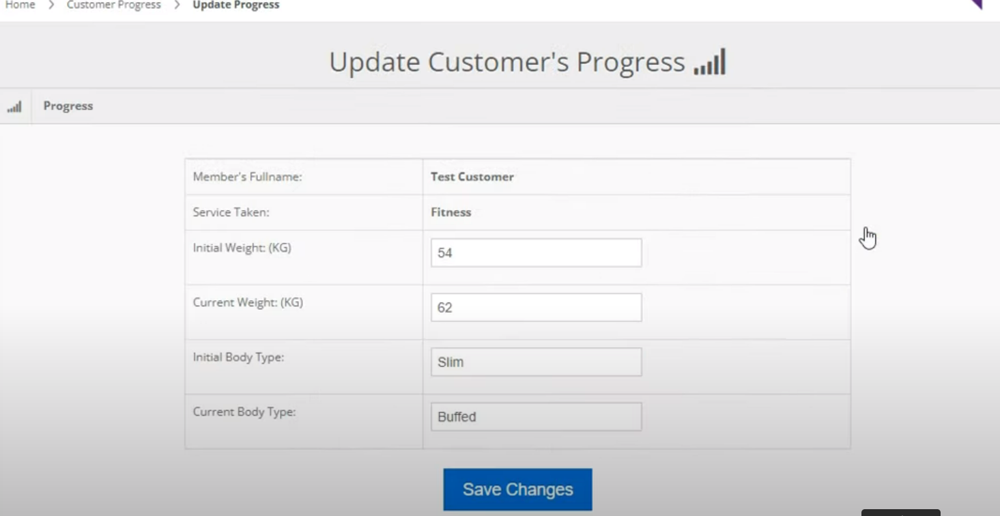 Home > Customer Progress > Update Progress
Update Customer's Progress
Progress
Member's Fullname: Test Customer
Service Taken: Fitness
Initial Weight: (KG) 54
Current Weight: (KG) 62
Initial Body Type: Slim
Current Body Type: Buffed
Save Changes